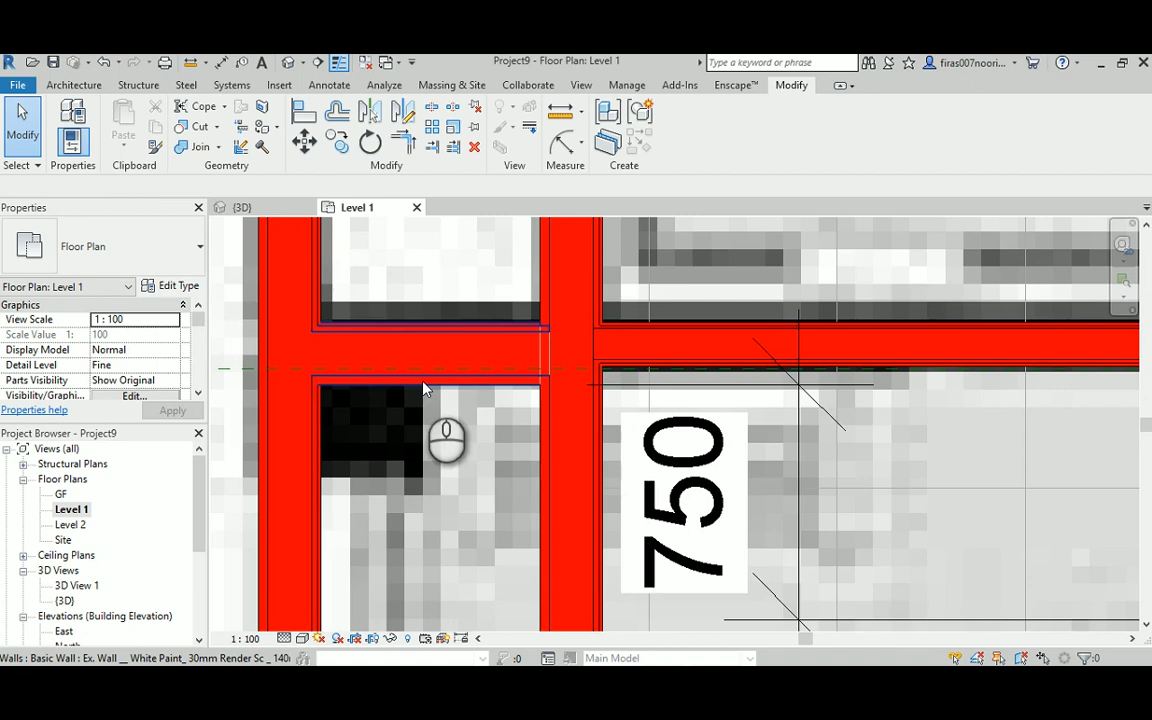 Project9 - Floor Plan: Level 1
Type a keyword or phrase
firas007noori...
File
Architecture
Structure
Steel
Systems
Insert
Annotate
Analyze
Massing & Site
Collaborate
View
Manage
Add-Ins
Enscape™
Modify
Modify
Paste
Cope
Cut
Join
Select
Properties
Clipboard
Geometry
Modify
View
Measure
Create
Properties
{3D}
Level 1
Floor Plan
Floor Plan: Level 1
Edit Type
Graphics
View Scale
1 : 100
Scale Value 1:
100
Display Model
Normal
Detail Level
Fine
Parts Visibility
Show Original
Visibility/Graphi...
Edit...
Properties help
Apply
Project Browser - Project9
Views (all)
Structural Plans
Floor Plans
GF
Level 1
Level 2
Site
Ceiling Plans
3D Views
3D View 1
{3D}
Elevations (Building Elevation)
East
750
1 : 100
Walls : Basic Wall : Ex. Wall __ White Paint_ 30mm Render Sc _ 140
:0
Main Model
:0